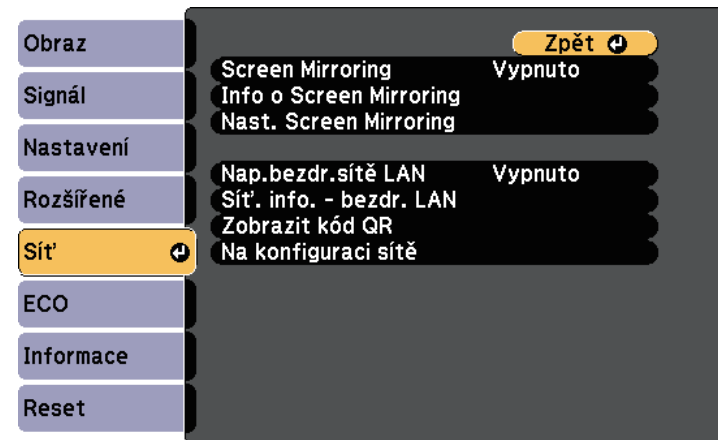 Obraz
Signál
Nastavení
Rozšířené
Síť
ECO
Informace
Reset
Zpět
Screen Mirroring Vypnuto
Info o Screen Mirroring
Nast. Screen Mirroring
Nap.bezdr.sítě LAN Vypnuto
Síť. info. - bezdr. LAN
Zobrazit kód QR
Na konfiguraci sítě